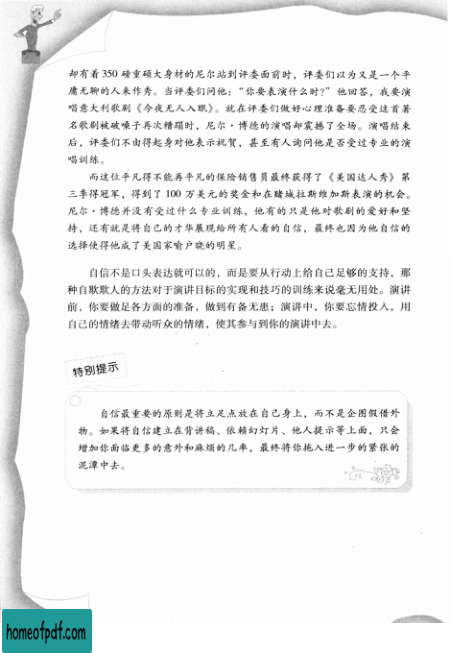 却有着350磅重硕大身材的尼尔站到评委面前时，评委们以为又是一个平
庸无聊的人来作秀。当评委们问他：“你要表演什么时?”他回答，我要演
唱意大利歌剧《今夜无人入眠》。就在评委们做好心理准备要忍受这首著
名歌剧被破嗓子再次糟蹋时，尼尔·博德的演唱却震撼了全场。演唱结束
后，评委们不由得起身对他表示祝贺，甚至有人询问他是否受过专业的演
唱训练。
而这位平凡得不能再平凡的保险销售员最终获得了《美国达人秀》第
三季得冠军，得到了100万美元的奖金和在赌城拉斯维加斯表演的机会。
尼尔·博德并没有受过什么专业训练，他有的只是他对歌剧的爱好和坚
持，还有就是将自己的才华展现给所有人看的自信，最终也因为他自信的
选择使得他成了美国家喻户晓的明星。
自信不是口头表达就可以的，而是要从行动上给自己足够的支持，那
种自欺欺人的方法对于演讲目标的实现和技巧的训练来说毫无用处。演讲
前，你要做足各方面的准备，做到有备无患；演讲中，你要忘情投入，用
自己的情绪去带动听众的情绪，使其参与到你的演讲中去。
特别提示
自信最重要的原则是将立足点放在自己身上，而不是企图假借外
物。如果将自信建立在背讲稿、依赖幻灯片、他人提示等上面，只会
增加你面临更多的意外和麻烦的几率，最终将你拖入进一步的紧张的
泥潭中去。
homeofpdf.com